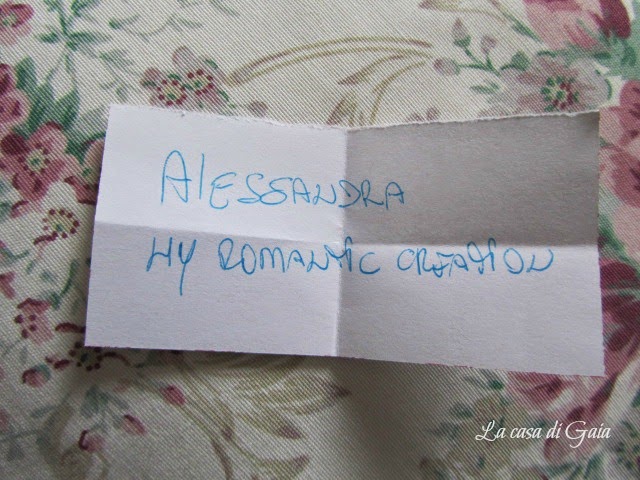 ALESSANDRA
MY ROMANTIC CREATION
La casa di Gaia